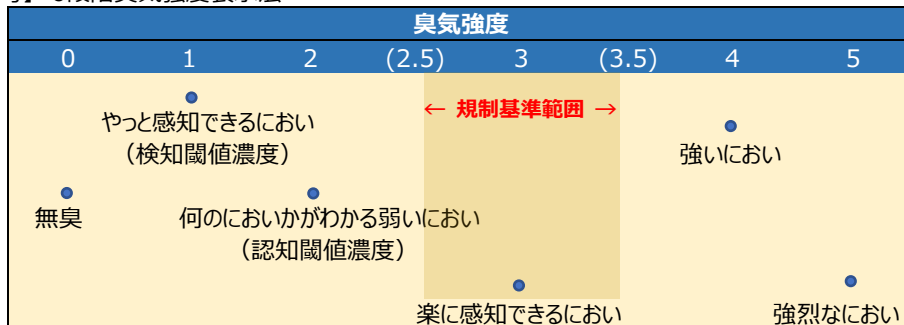 臭気強度
0 1 2 (2.5) 3 (3.5) 4 5
← 規制基準範囲 →
やっと感知できるにおい
（検知閾値濃度）
強いにおい
無臭
何のにおいかがわかる弱いにおい
（認知閾値濃度）
楽に感知できるにおい
強烈なにおい